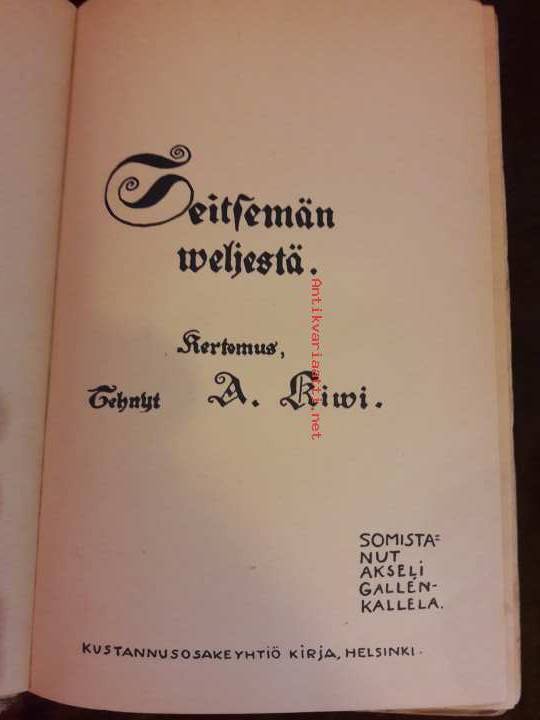 Seitsemän
weljestä.
Kertomus,
Tehnyt A. Kiwi.
SOMISTA=
NUT
AKSELI
GALLÉN-
KALLELA.
KUSTANNUSOSAKEYHTIÖ KIRJA, HELSINKI.
Antikvariaatti.net